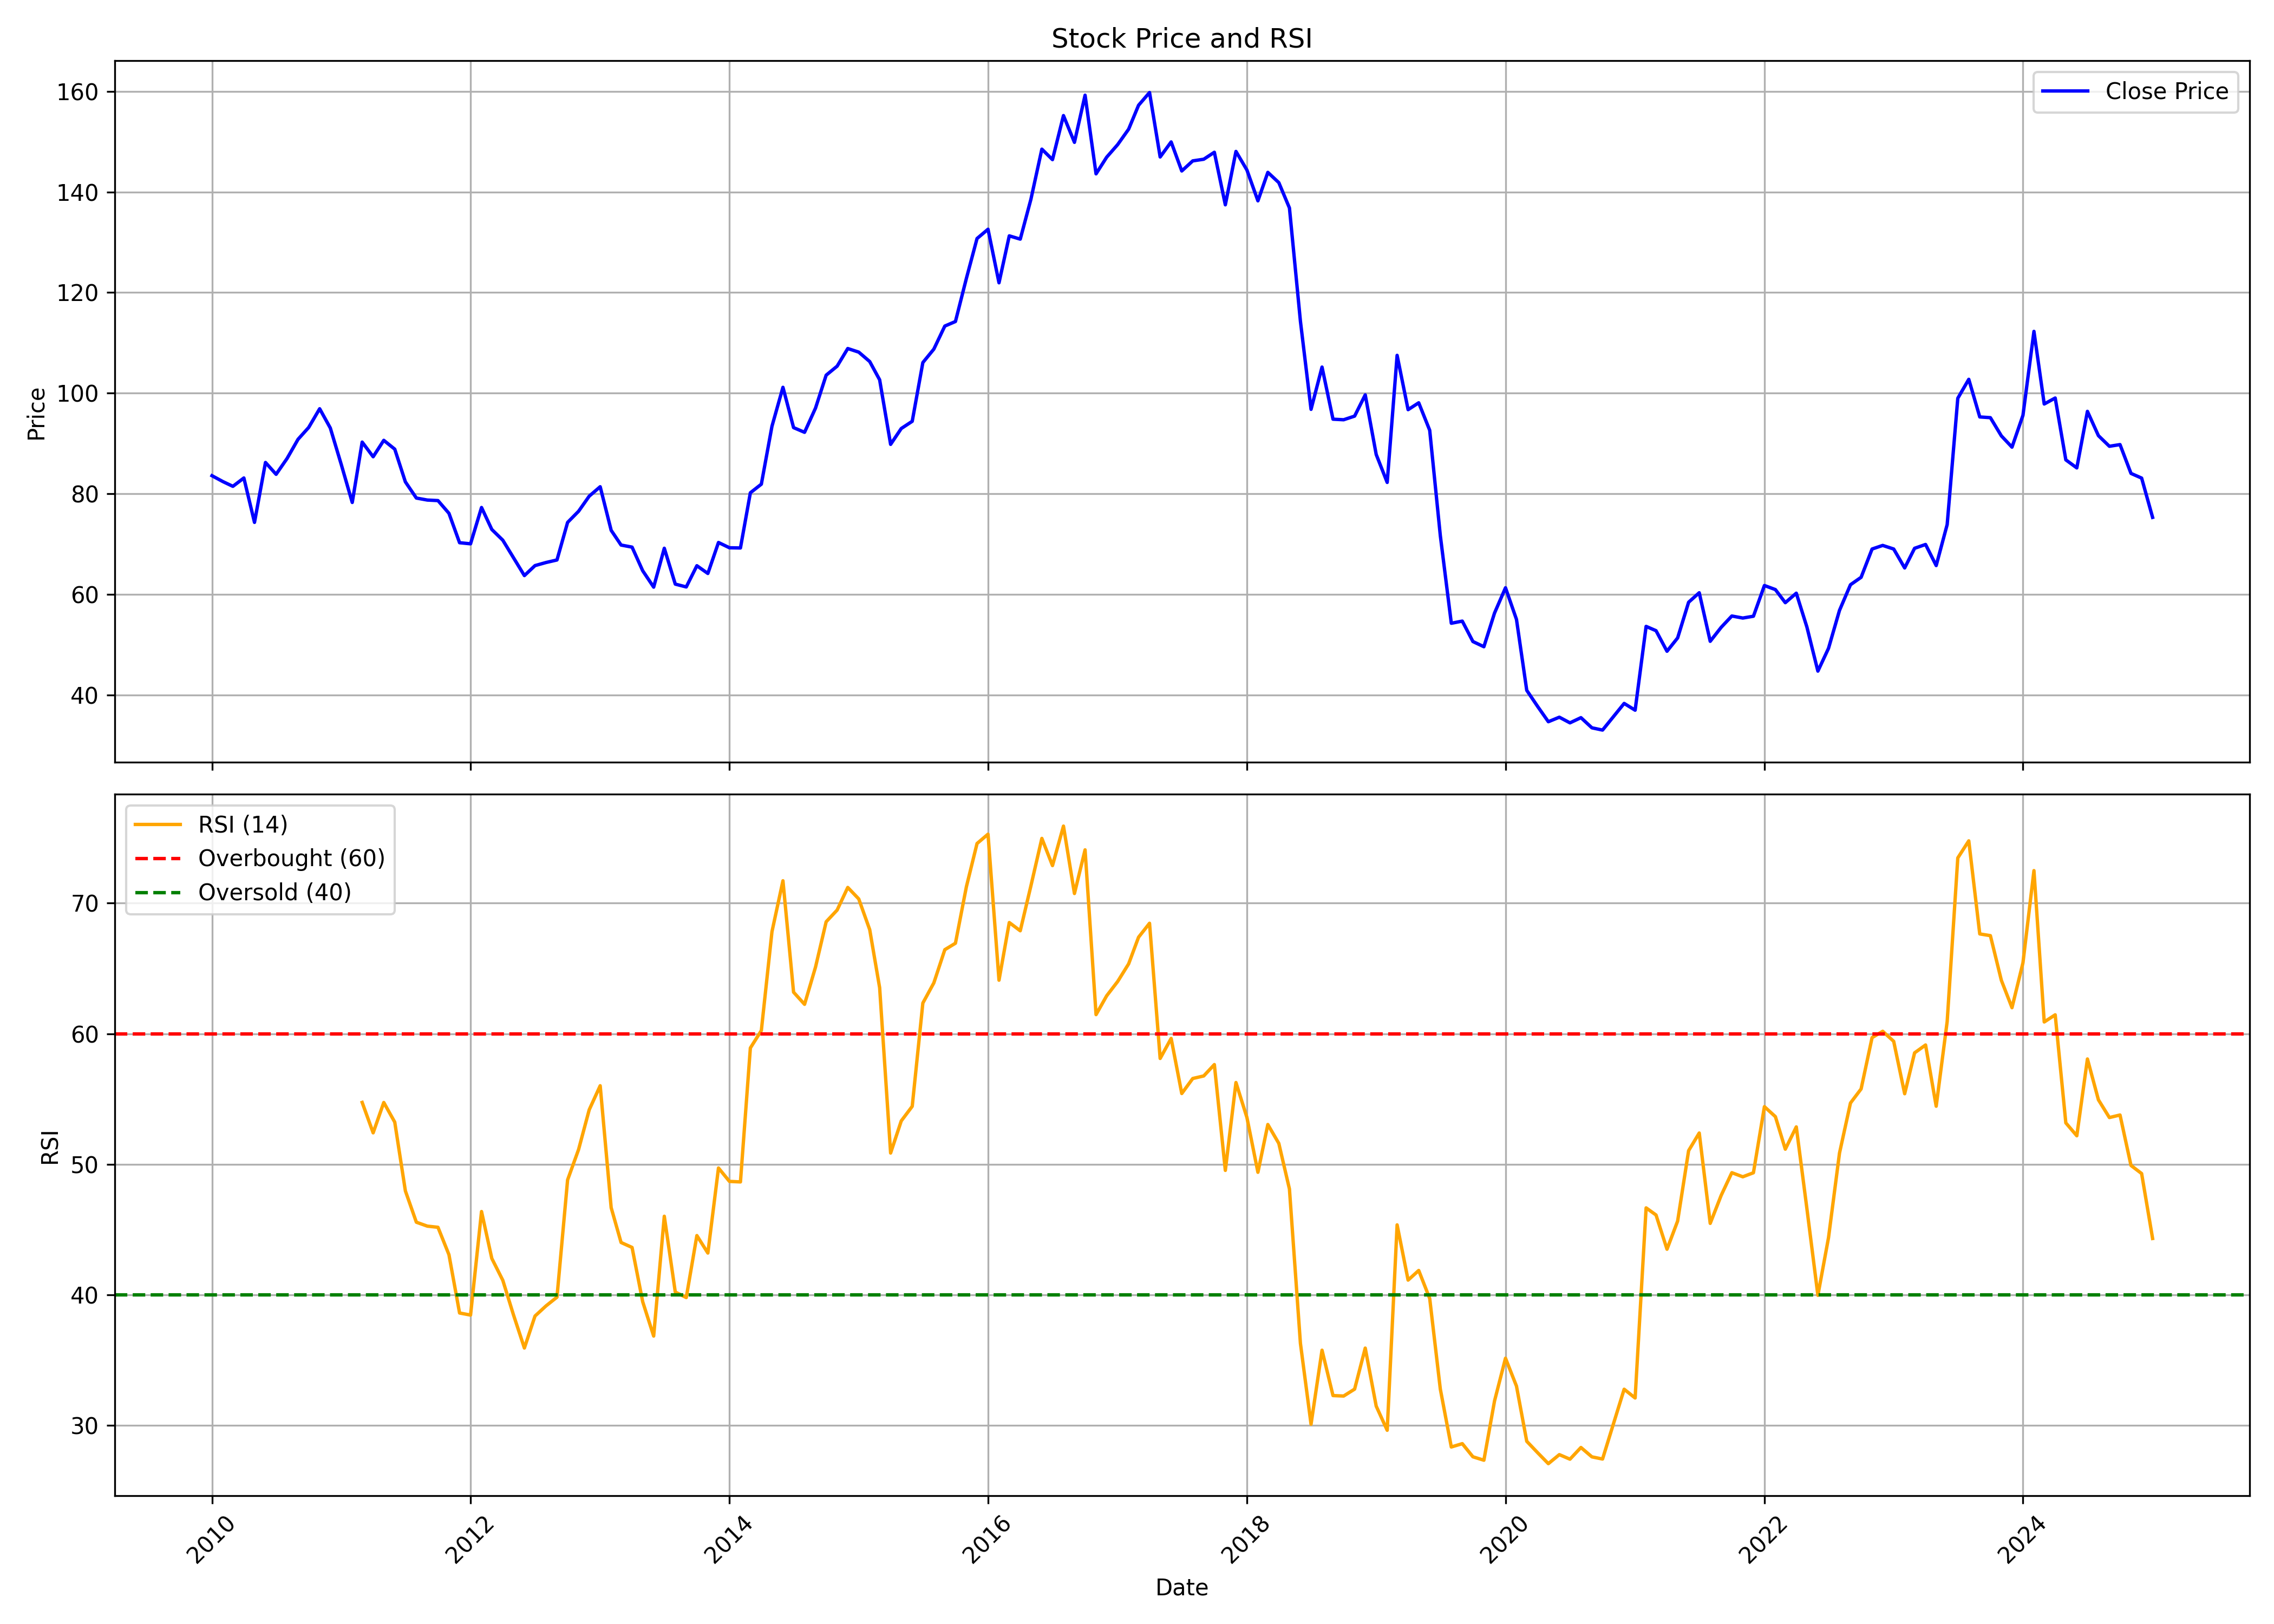 Stock Price and RSI
Close Price
160
140
120
100
80
60
40
Price
RSI (14)
Overbought (60)
Oversold (40)
70
60
50
40
30
RSI
2010
2012
2014
2016
2018
2020
2022
2024
Date